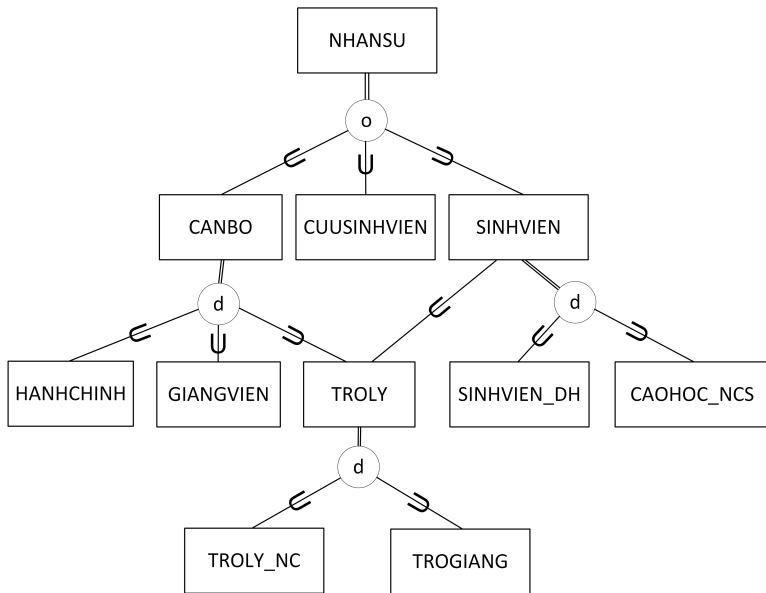 NHANSU
o
CANBO
CUUSINHVIEN
SINHVIEN
d
d
HANHCHINH
GIANGVIEN
TROLY
SINHVIEN_DH
CAOHOC_NCS
d
TROLY_NC
TROGIANG